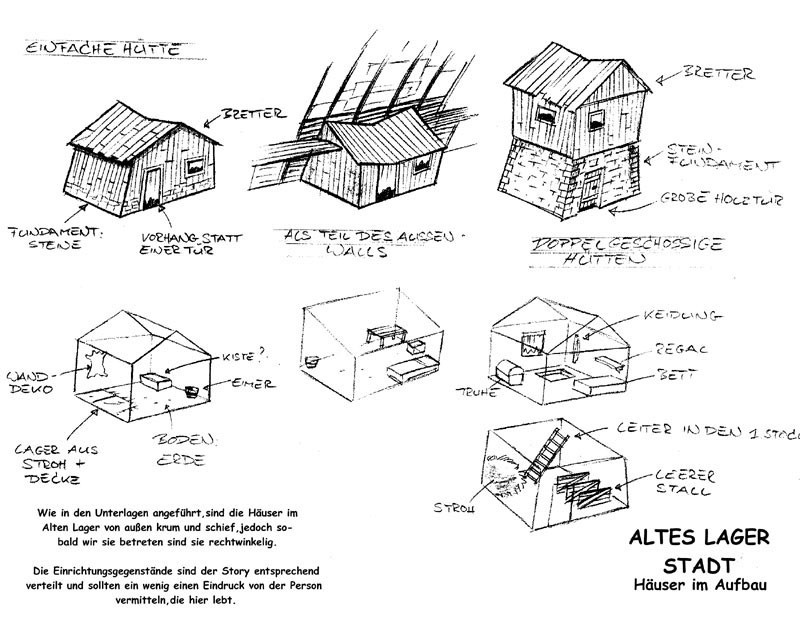 EINFACHE HÜTTE
BRETTER
FUNDAMENT:
STEINE
VORHANG STATT
EINER TÜR
ALS TEIL DES AUSSEN-
WALLS
BRETTER
STEIN-
FUNDAMENT
GROBE HOLZTÜR
DOPPELGESCHOSSIGE
HÜTTEN
WAND-
DEKO
KISTE?
EIMER
LAGER AUS
STROH +
DECKE
BODEN:
ERDE
KLEIDUNG
REGAL
BETT
TRUHE
LEITER IN DEN 1 STOCK
STROH
LEERER
STALL
Wie in den Unterlagen angeführt,sind die Häuser im
Alten Lager von außen krum und schief,jedoch so-
bald wir sie betreten sind sie rechtwinkelig.
Die Einrichtungsgegenstände sind der Story entsprechend
verteilt und sollten ein wenig einen Eindruck von der Person
vermitteln,die hier lebt.
ALTES LAGER
STADT
Häuser im Aufbau